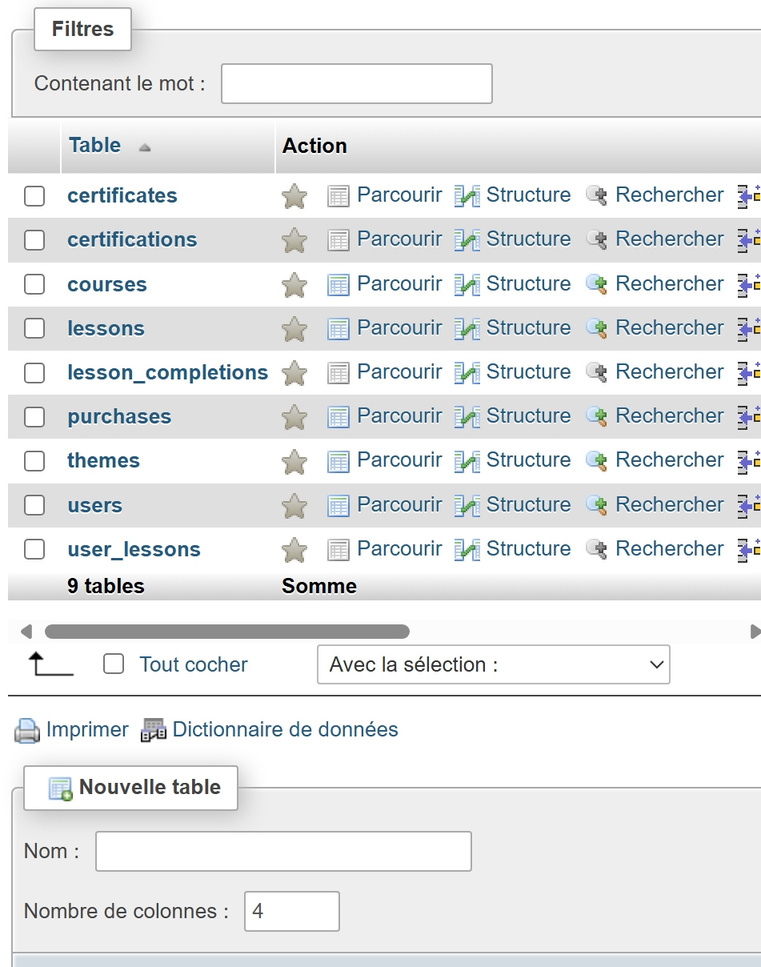 Filtres
Contenant le mot :
Table Action
certificates Parcourir Structure Rechercher
certifications Parcourir Structure Rechercher
courses Parcourir Structure Rechercher
lessons Parcourir Structure Rechercher
lesson_completions Parcourir Structure Rechercher
purchases Parcourir Structure Rechercher
themes Parcourir Structure Rechercher
users Parcourir Structure Rechercher
user_lessons Parcourir Structure Rechercher
9 tables Somme
Tout cocher Avec la sélection :
Imprimer Dictionnaire de données
Nouvelle table
Nom :
Nombre de colonnes : 4